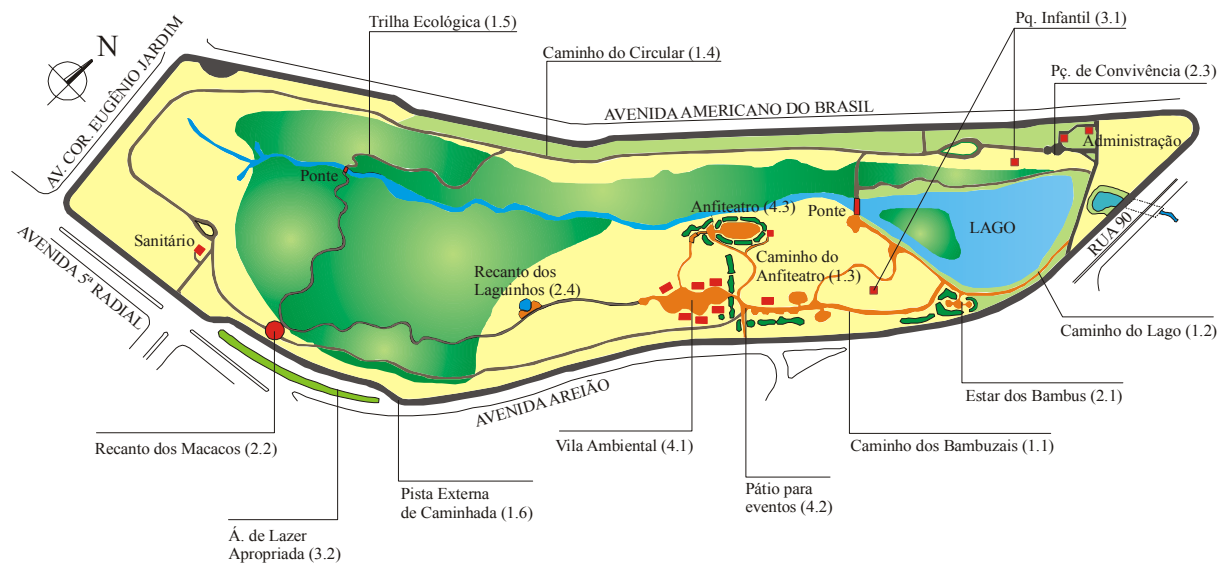 Trilha Ecológica (1.5)
Pq. Infantil (3.1)
N
Caminho do Circular (1.4)
Pç. de Convivência (2.3)
AV. COR. EUGÊNIO JARDIM
AVENIDA AMERICANO DO BRASIL
Administração
Ponte
Anfiteatro (4.3)
Ponte
LAGO
RUA 90
Sanitário
Caminho do
Anfiteatro (1.3)
Recanto dos
Laguinhos (2.4)
AVENIDA 5ª RADIAL
Caminho do Lago (1.2)
AVENIDA AREIÃO
Estar dos Bambus (2.1)
Recanto dos Macacos (2.2)
Vila Ambiental (4.1)
Caminho dos Bambuzais (1.1)
Pista Externa
de Caminhada (1.6)
Pátio para
eventos (4.2)
Á. de Lazer
Apropriada (3.2)